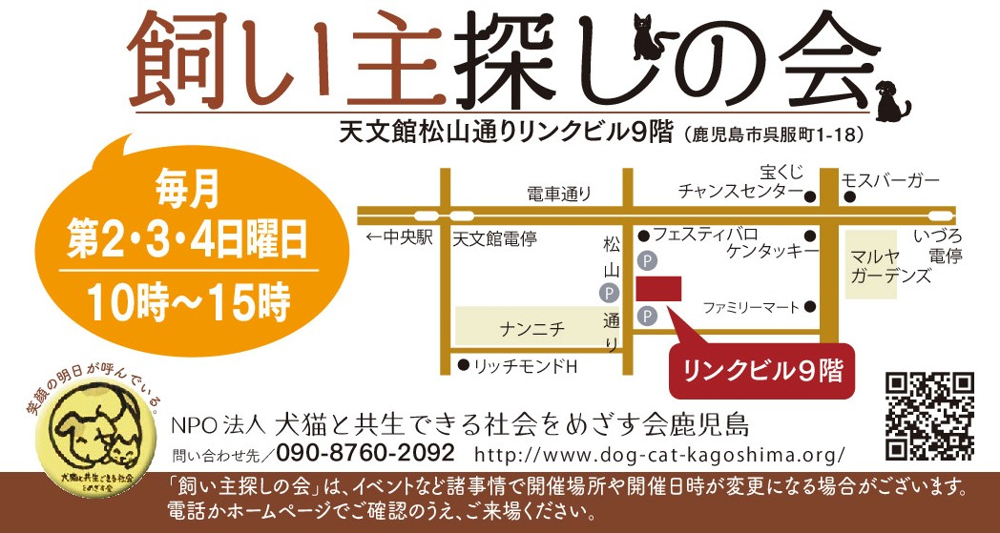 飼い主探しの会
天文館松山通りリンクビル9階（鹿児島市呉服町1-18）
毎月
第2・3・4日曜日
10時～15時
電車通り
宝くじ
チャンスセンター
モスバーガー
←中央駅
天文館電停
松山通り
フェスティバロ
ケンタッキー
いづろ
電停
マルヤ
ガーデンズ
P
P
P
ファミリーマート
ナンニチ
リッチモンドH
リンクビル9階
笑顔の明日が呼んでいる。
犬猫と共生できる社会
をめざす会
NPO法人 犬猫と共生できる社会をめざす会鹿児島
問い合わせ先／090-8760-2092 http://www.dog-cat-kagoshima.org/
「飼い主探しの会」は、イベントなど諸事情で開催場所や開催日時が変更になる場合がございます。
電話かホームページでご確認のうえ、ご来場ください。